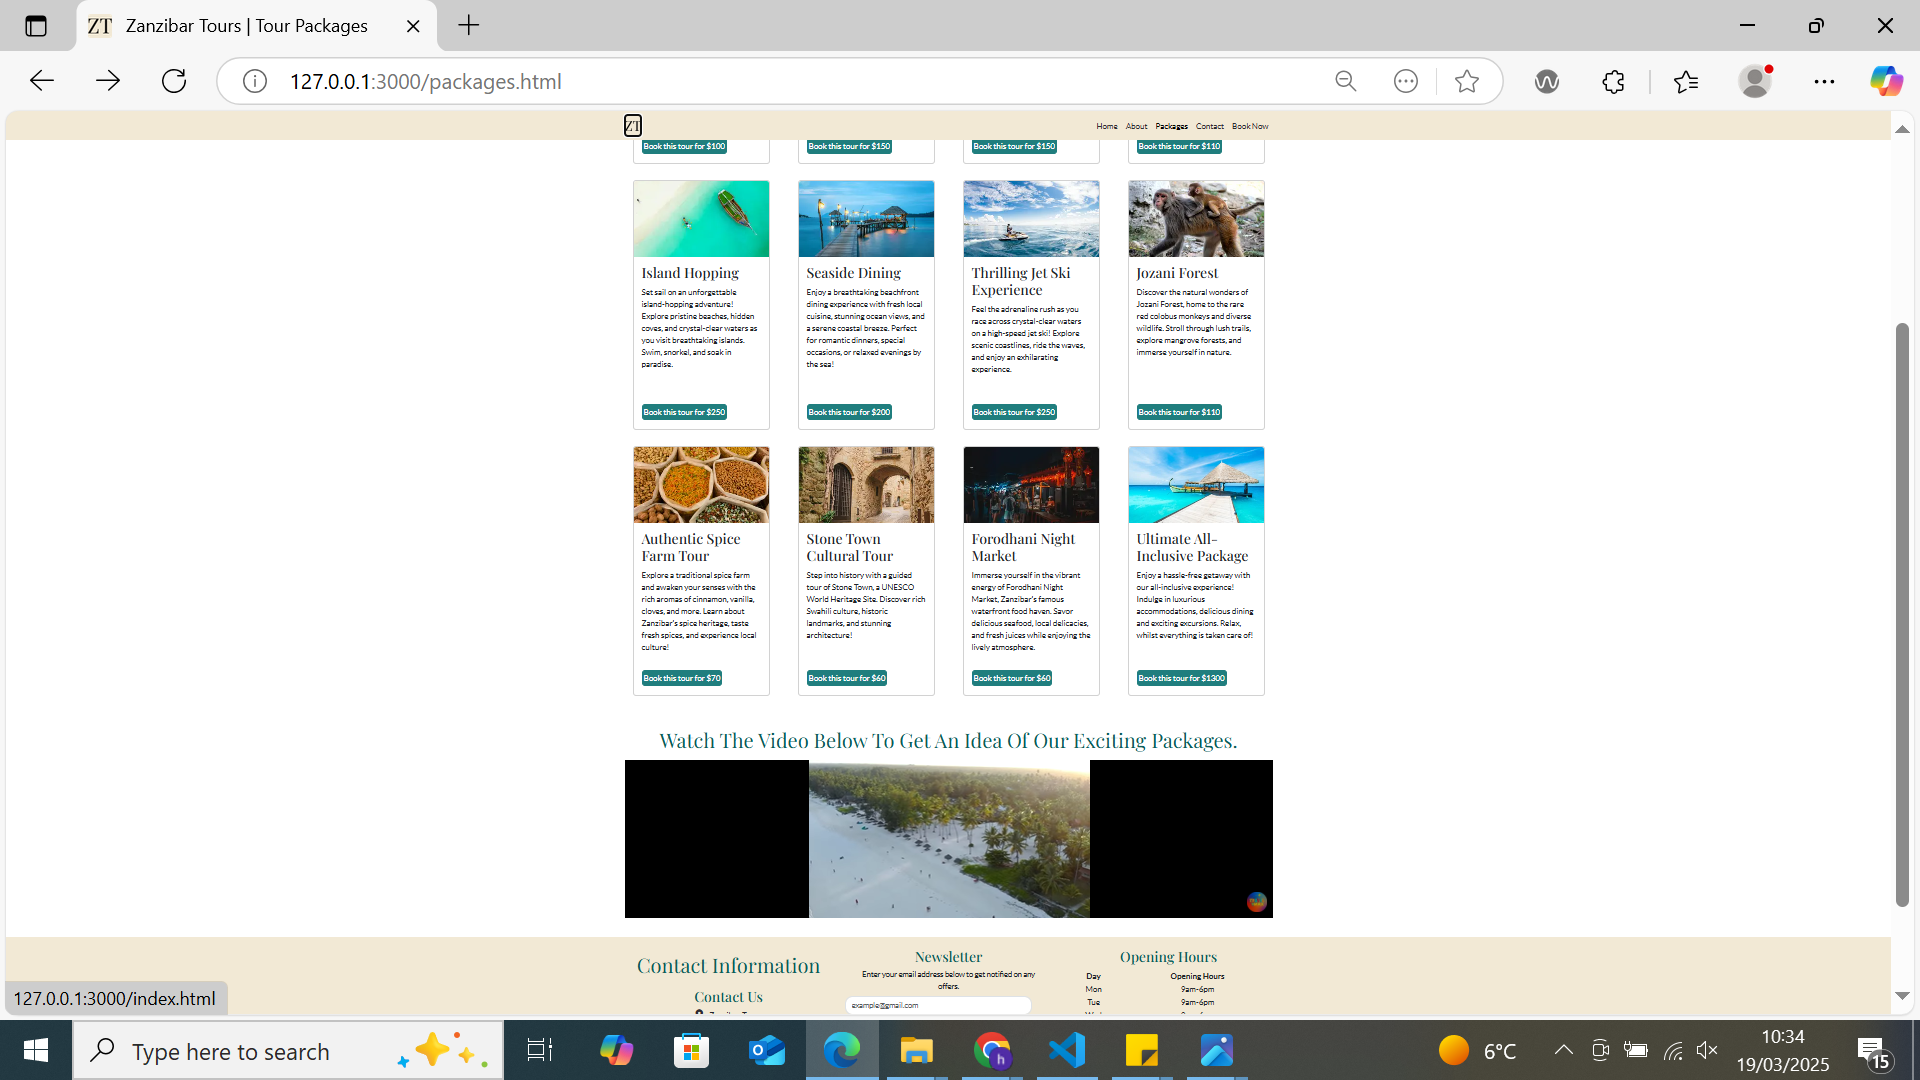 ZT Zanzibar Tours | Tour Packages
127.0.0.1:3000/packages.html
ZT Home About Packages Contact Book Now
Book this tour for $100
Book this tour for $150
Book this tour for $150
Book this tour for $110
Island Hopping
Set sail on an unforgettable
island-hopping adventure!
Explore pristine beaches, hidden
coves, and crystal-clear waters as
you visit breathtaking islands.
Swim, snorkel, and soak in
paradise.
Book this tour for $250
Seaside Dining
Enjoy a breathtaking beachfront
dining experience with fresh local
cuisine, stunning ocean views, and
a serene coastal breeze. Perfect
for romantic dinners, special
occasions, or relaxed evenings by
the sea!
Book this tour for $200
Thrilling Jet Ski
Experience
Feel the adrenaline rush as you
race across crystal-clear waters
on a high-speed jet ski! Explore
scenic coastlines, ride the waves,
and enjoy an exhilarating
experience.
Book this tour for $250
Jozani Forest
Discover the natural wonders of
Jozani Forest, home to the rare
red colobus monkeys and diverse
wildlife. Stroll through lush trails,
explore mangrove forests, and
immerse yourself in nature.
Book this tour for $110
Authentic Spice
Farm Tour
Explore a traditional spice farm
and awaken your senses with the
rich aromas of cinnamon, vanilla,
cloves, and more. Learn about
Zanzibar's spice heritage, taste
fresh spices, and experience local
culture!
Book this tour for $70
Stone Town
Cultural Tour
Step into history with a guided
tour of Stone Town, a UNESCO
World Heritage Site. Discover rich
Swahili culture, historic
landmarks, and stunning
architecture!
Book this tour for $60
Forodhani Night
Market
Immerse yourself in the vibrant
energy of Forodhani Night
Market, Zanzibar's famous
waterfront food haven. Savor
delicious seafood, local delicacies,
and fresh juices while enjoying the
lively atmosphere.
Book this tour for $60
Ultimate All-
Inclusive Package
Enjoy a hassle-free getaway with
our all-inclusive experience!
Indulge in luxurious
accommodations, delicious dining
and exciting excursions. Relax,
whilst everything is taken care of!
Book this tour for $1300
Watch The Video Below To Get An Idea Of Our Exciting Packages.
Contact Information
Contact Us
Newsletter
Enter your email address below to get notified on any
offers.
example@gmail.com
Opening Hours
Day Opening Hours
Mon 9am-6pm
Tue 9am-6pm
127.0.0.1:3000/index.html
Type here to search
6°C
10:34
19/03/2025
15